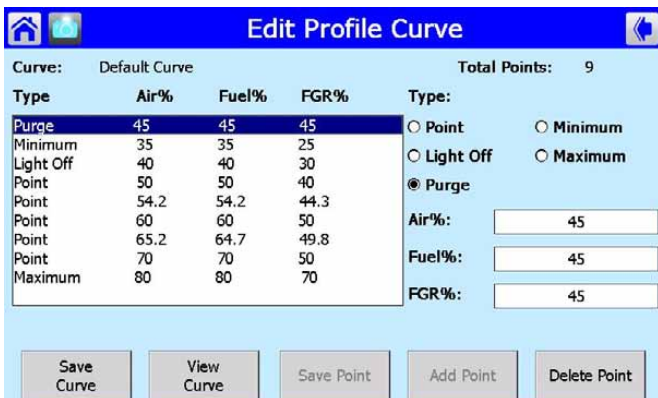 Edit Profile Curve
Curve: Default Curve Total Points: 9
Type Air% Fuel% FGR% Type:
Purge 45 45 45
Minimum 35 35 25
Light Off 40 40 30
Point 50 50 40
Point 54.2 54.2 44.3
Point 60 60 50
Point 65.2 64.7 49.8
Point 70 70 50
Maximum 80 80 70
Point Minimum
Light Off Maximum
Purge
Air%: 45
Fuel%: 45
FGR%: 45
Save Curve View Curve Save Point Add Point Delete Point